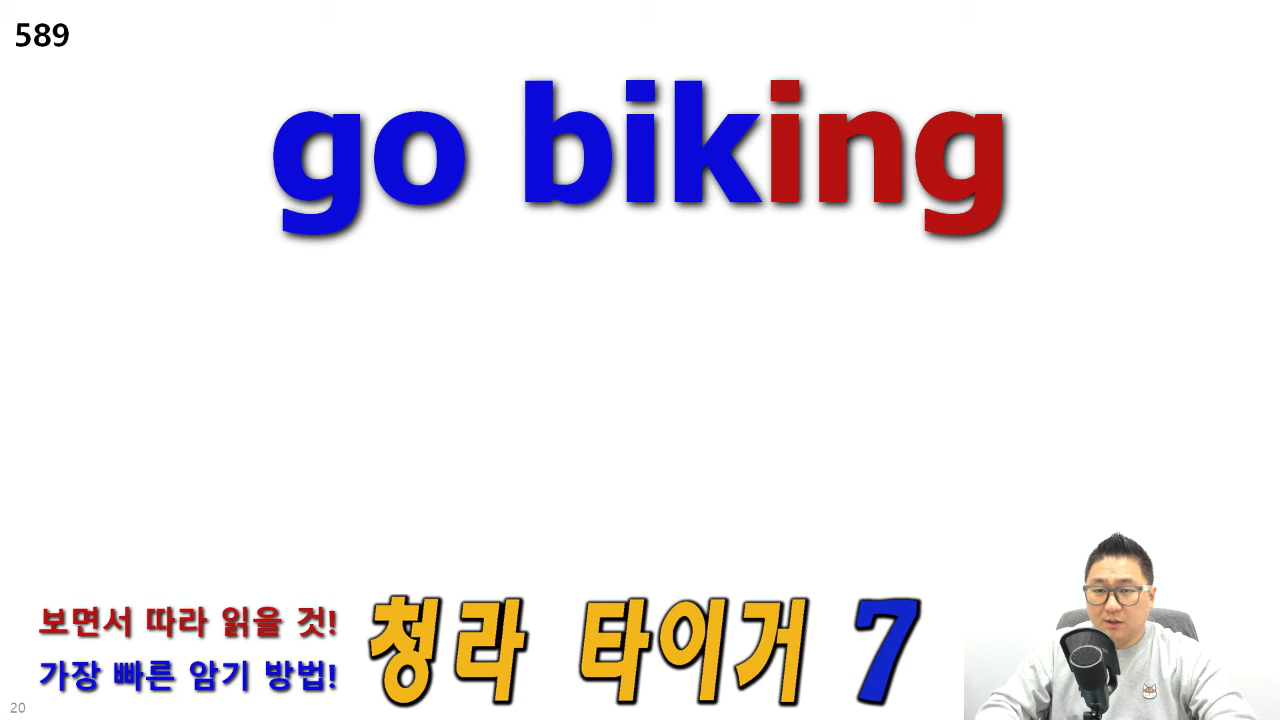 589
go biking
보면서 따라 읽을 것!
가장 빠른 암기 방법!
청라 타이거 7
20